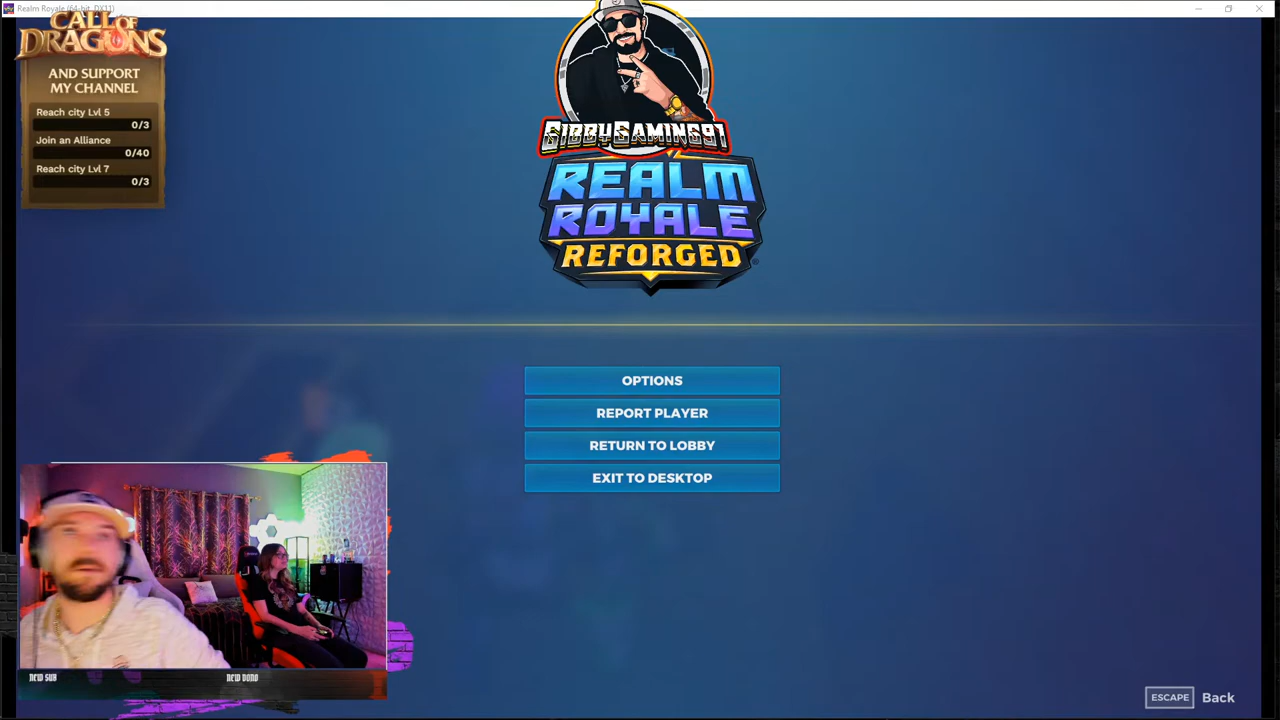 Realm Royale (64-bit, DX11)
CALL OF
DRAGONS
AND SUPPORT
MY CHANNEL
Reach city Lvl 5
0/3
Join an Alliance
0/40
Reach city Lvl 7
0/3
GIBBYGAMING91
REALM
ROYALE
REFORGED
OPTIONS
REPORT PLAYER
RETURN TO LOBBY
EXIT TO DESKTOP
NEW SUB
NEW DONO
ESCAPE Back